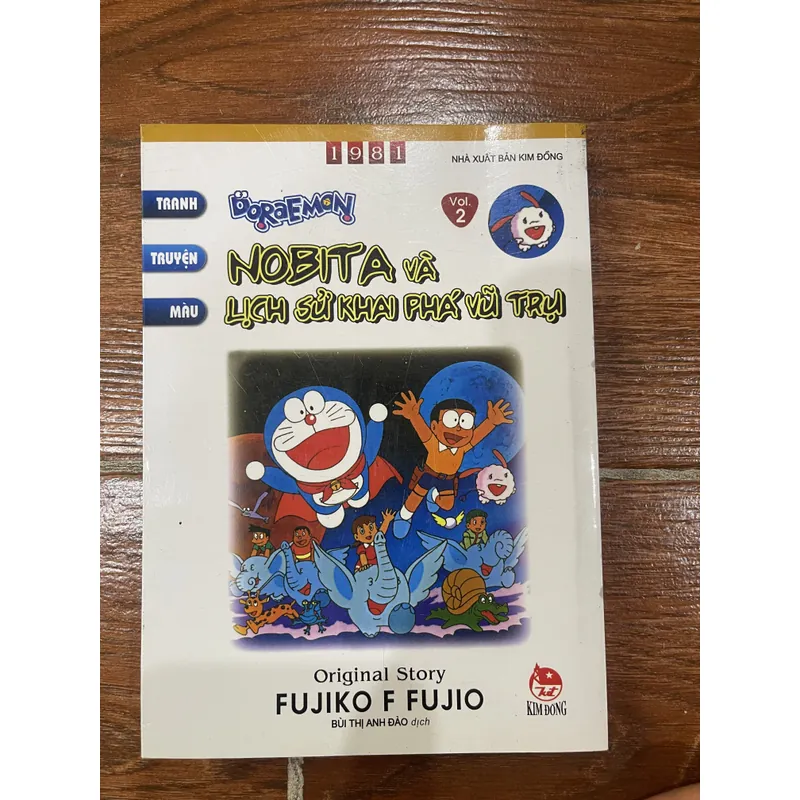 1981
NHÀ XUẤT BẢN KIM ĐỒNG
TRANH
TRUYỆN
MÀU
DORAEMON
Vol.
2
NOBITA VÀ
LỊCH SỬ KHAI PHÁ VŨ TRỤ
Original Story
FUJIKO F FUJIO
BÙI THỊ ANH ĐÀO dịch
KIM ĐỒNG